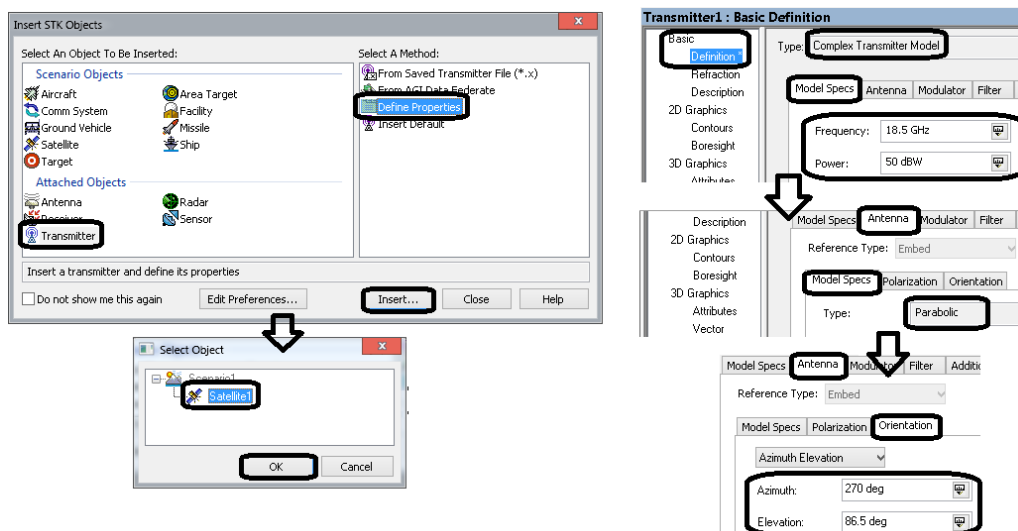 Insert STK Objects
Select An Object To Be Inserted:
Select A Method:
Scenario Objects
Aircraft
Area Target
Comm System
Facility
Ground Vehicle
Missile
Satellite
Ship
Target
Attached Objects
Antenna
Radar
Receiver
Sensor
Transmitter
From Saved Transmitter File (*.x)
From AGI Data Federate
Define Properties
Insert Default
Insert a transmitter and define its properties
Do not show me this again
Edit Preferences...
Insert...
Close
Help
Select Object
Scenario1
Satellite1
OK
Cancel
Transmitter1 : Basic Definition
Basic
Definition *
Refraction
Description
2D Graphics
Contours
Boresight
3D Graphics
Attributes
Type: Complex Transmitter Model
Model Specs Antenna Modulator Filter
Frequency: 18.5 GHz
Power: 50 dBW
Description
2D Graphics
Contours
Boresight
3D Graphics
Attributes
Vector
Model Specs Antenna Modulator Filter
Reference Type: Embed
Model Specs Polarization Orientation
Type: Parabolic
Model Specs Antenna Modulator Filter Additi
Reference Type: Embed
Model Specs Polarization Orientation
Azimuth Elevation
Azimuth: 270 deg
Elevation: 86.5 deg